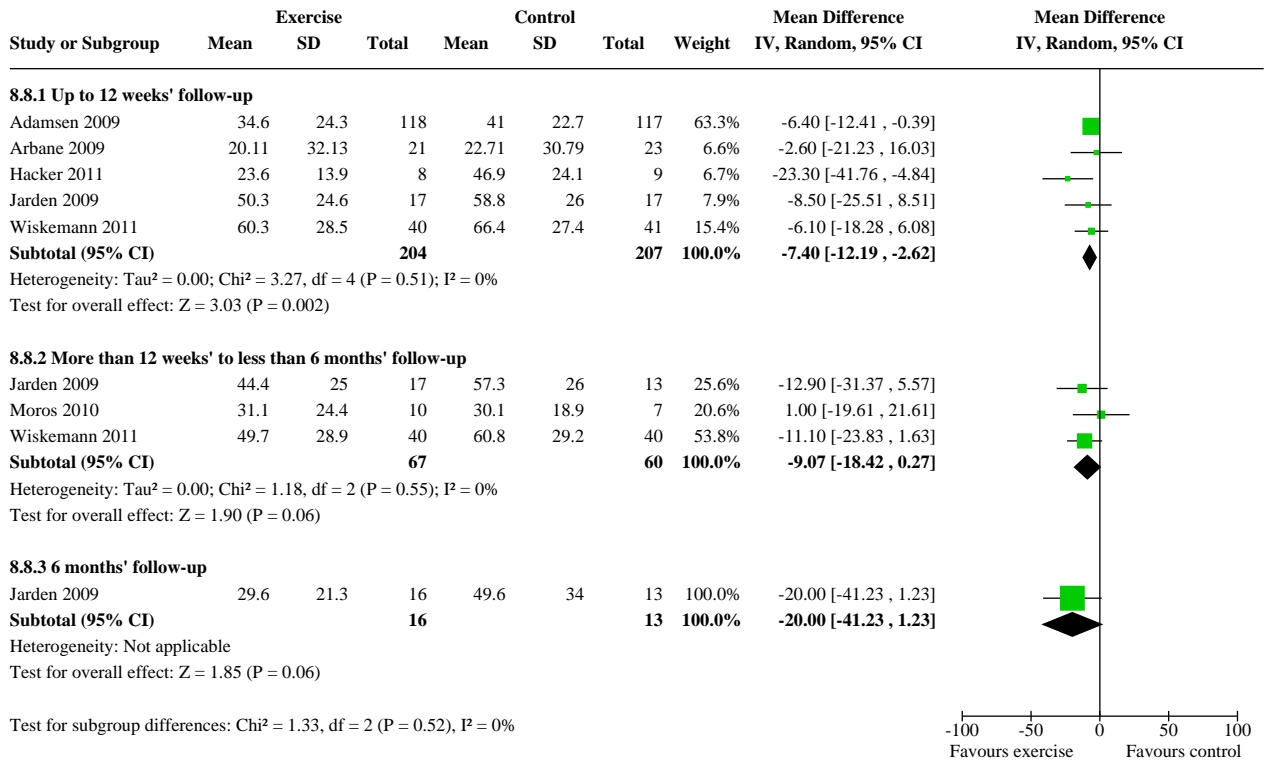 Exercise Control Mean Difference Mean Difference
Study or Subgroup Mean SD Total Mean SD Total Weight IV, Random, 95% CI IV, Random, 95% CI
8.8.1 Up to 12 weeks' follow-up
Adamsen 2009 34.6 24.3 118 41 22.7 117 63.3% -6.40 [-12.41 , -0.39]
Arbane 2009 20.11 32.13 21 22.71 30.79 23 6.6% -2.60 [-21.23 , 16.03]
Hacker 2011 23.6 13.9 8 46.9 24.1 9 6.7% -23.30 [-41.76 , -4.84]
Jarden 2009 50.3 24.6 17 58.8 26 17 7.9% -8.50 [-25.51 , 8.51]
Wiskemann 2011 60.3 28.5 40 66.4 27.4 41 15.4% -6.10 [-18.28 , 6.08]
Subtotal (95% CI) 204 207 100.0% -7.40 [-12.19 , -2.62]
Heterogeneity: Tau² = 0.00; Chi² = 3.27, df = 4 (P = 0.51); I² = 0%
Test for overall effect: Z = 3.03 (P = 0.002)
8.8.2 More than 12 weeks' to less than 6 months' follow-up
Jarden 2009 44.4 25 17 57.3 26 13 25.6% -12.90 [-31.37 , 5.57]
Moros 2010 31.1 24.4 10 30.1 18.9 7 20.6% 1.00 [-19.61 , 21.61]
Wiskemann 2011 49.7 28.9 40 60.8 29.2 40 53.8% -11.10 [-23.83 , 1.63]
Subtotal (95% CI) 67 60 100.0% -9.07 [-18.42 , 0.27]
Heterogeneity: Tau² = 0.00; Chi² = 1.18, df = 2 (P = 0.55); I² = 0%
Test for overall effect: Z = 1.90 (P = 0.06)
8.8.3 6 months' follow-up
Jarden 2009 29.6 21.3 16 49.6 34 13 100.0% -20.00 [-41.23 , 1.23]
Subtotal (95% CI) 16 13 100.0% -20.00 [-41.23 , 1.23]
Heterogeneity: Not applicable
Test for overall effect: Z = 1.85 (P = 0.06)
Test for subgroup differences: Chi² = 1.33, df = 2 (P = 0.52), I² = 0%
-100 -50 0 50 100
Favours exercise Favours control